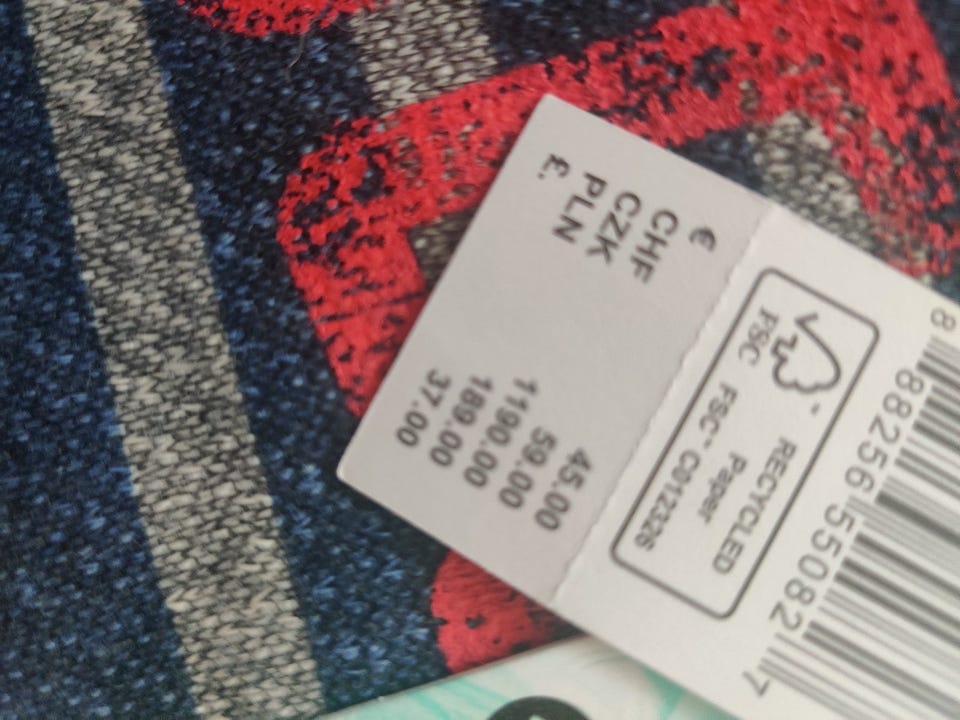 € 45.00
CHF 59.00
CZK 1190.00
PLN 189.00
£. 37.00
FSC
RECYCLED
Paper
FSC™ C012326
8 88256 55082 7